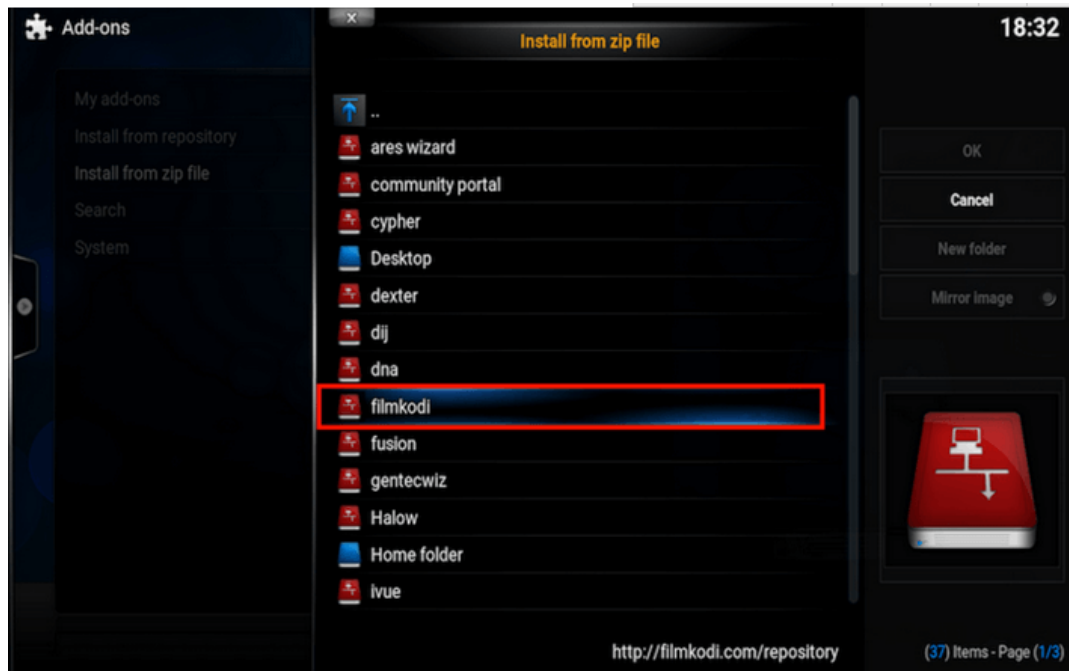 Add-ons
My add-ons
Install from repository
Install from zip file
Search
System
x
Install from zip file
..
ares wizard
community portal
cypher
Desktop
dexter
dij
dna
filmkodi
fusion
gentecwiz
Halow
Home folder
lvue
http://filmkodi.com/repository
18:32
OK
Cancel
New folder
Mirror image
(37) Items - Page (1/3)